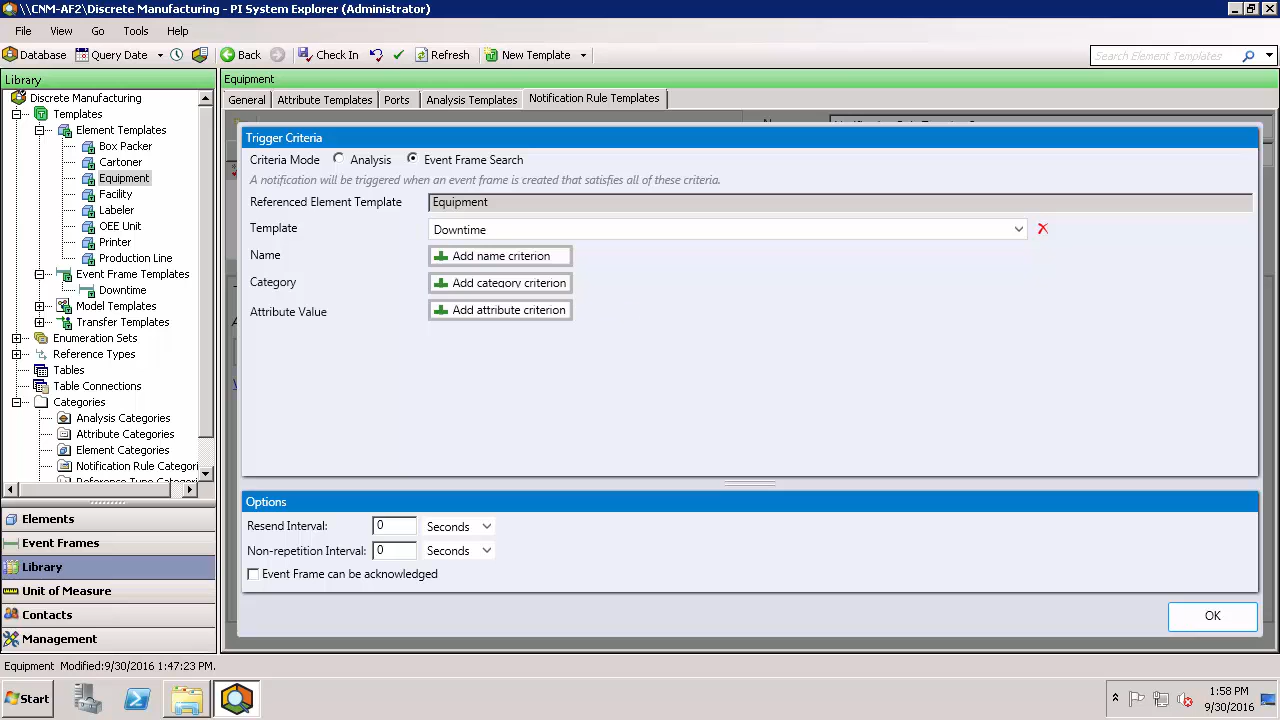 \\CNM-AF2\Discrete Manufacturing - PI System Explorer (Administrator)
File View Go Tools Help
Database Query Date Back Check In Refresh New Template Search Element Templates
Library
Discrete Manufacturing
Templates
Element Templates
Box Packer
Cartoner
Equipment
Facility
Labeler
OEE Unit
Printer
Production Line
Event Frame Templates
Downtime
Model Templates
Transfer Templates
Enumeration Sets
Reference Types
Tables
Table Connections
Categories
Analysis Categories
Attribute Categories
Element Categories
Notification Rule Categori
Elements
Event Frames
Library
Unit of Measure
Contacts
Management
Equipment
General Attribute Templates Ports Analysis Templates Notification Rule Templates
Trigger Criteria
Criteria Mode Analysis Event Frame Search
A notification will be triggered when an event frame is created that satisfies all of these criteria.
Referenced Element Template Equipment
Template Downtime
Name Add name criterion
Category Add category criterion
Attribute Value Add attribute criterion
Options
Resend Interval: 0 Seconds
Non-repetition Interval: 0 Seconds
Event Frame can be acknowledged
OK
Equipment Modified:9/30/2016 1:47:23 PM.
Start
1:58 PM
9/30/2016